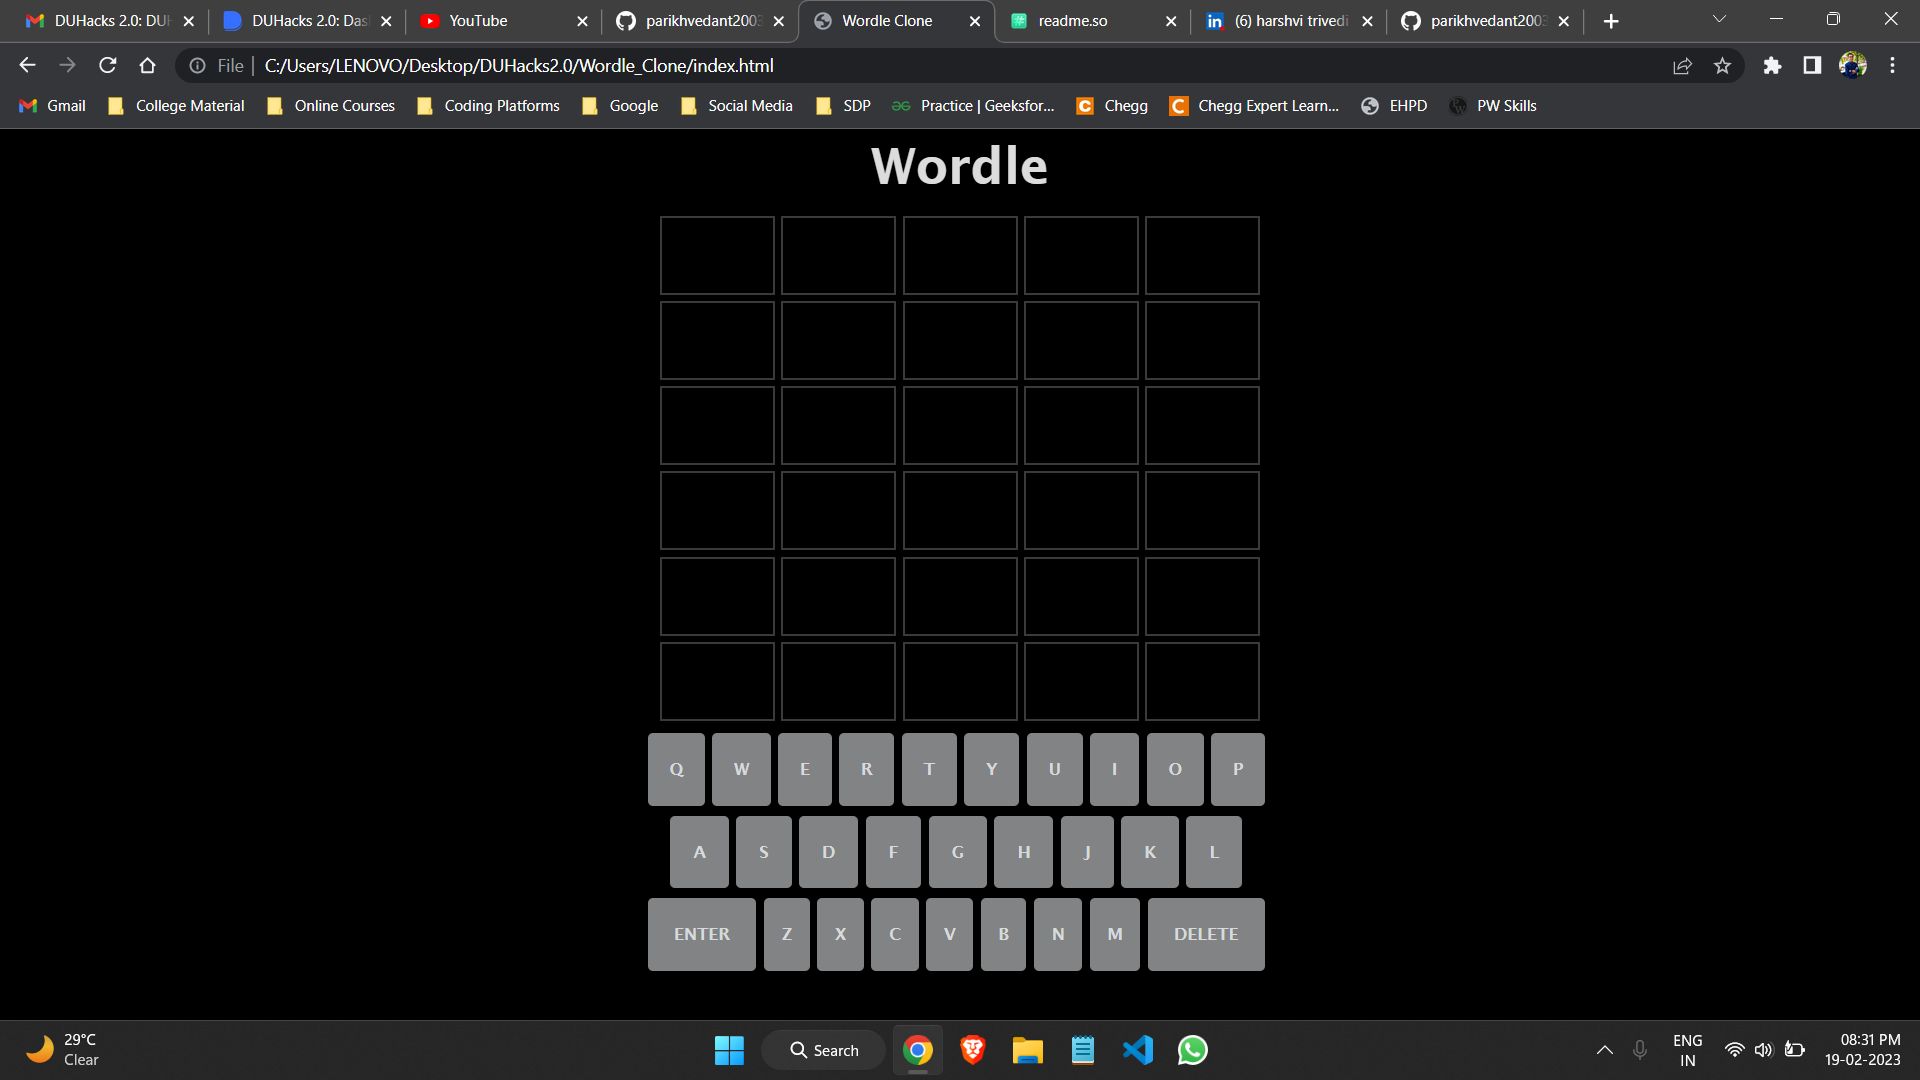 DUHacks 2.0: DUH
DUHacks 2.0: Das
YouTube
parikhvedant2003
Wordle Clone
readme.so
(6) harshvi trivedi
parikhvedant2003
File
C:/Users/LENOVO/Desktop/DUHacks2.0/Wordle_Clone/index.html
Gmail
College Material
Online Courses
Coding Platforms
Google
Social Media
SDP
Practice | Geeksfor...
Chegg
Chegg Expert Learn...
EHPD
PW Skills
Wordle
Q W E R T Y U I O P
A S D F G H J K L
ENTER Z X C V B N M DELETE
29°C
Clear
Search
ENG
IN
08:31 PM
19-02-2023